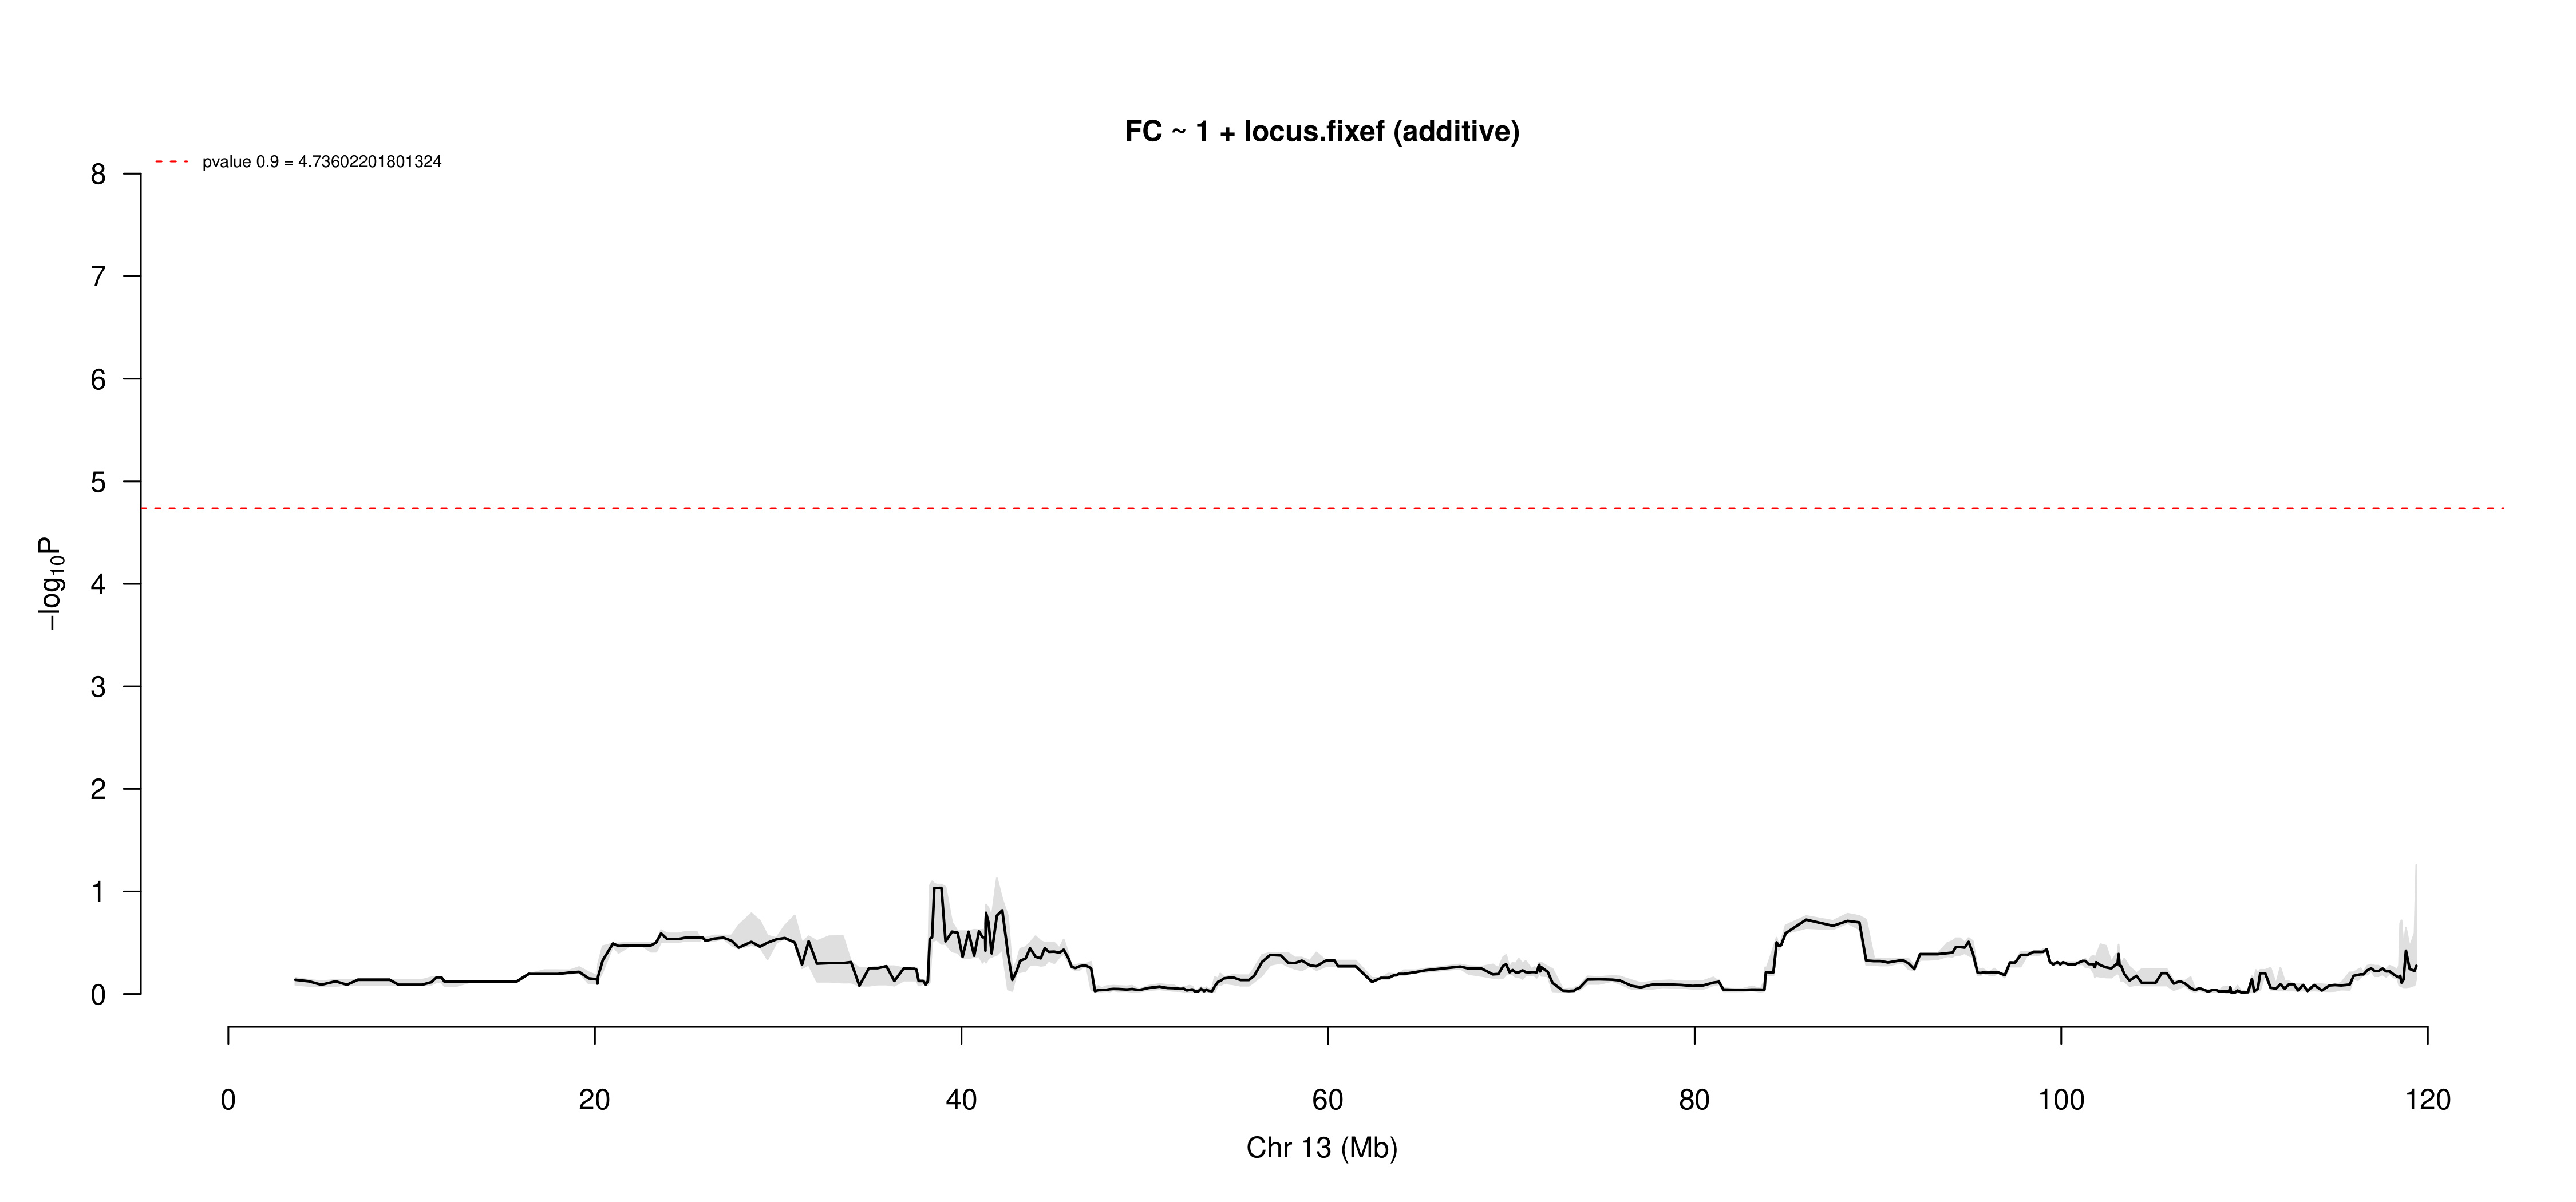 FC ~ 1 + locus.fixef (additive)
pvalue 0.9 = 4.73602201801324
8
7
6
5
4
3
2
1
0
−log10P
0 20 40 60 80 100 120
Chr 13 (Mb)